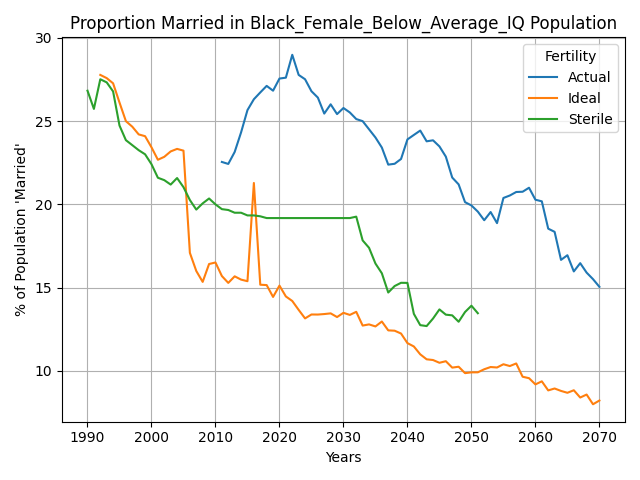 Proportion Married in Black_Female_Below_Average_IQ Population
% of Population 'Married'
30
25
20
15
10
Fertility
Actual
Ideal
Sterile
1990 2000 2010 2020 2030 2040 2050 2060 2070
Years